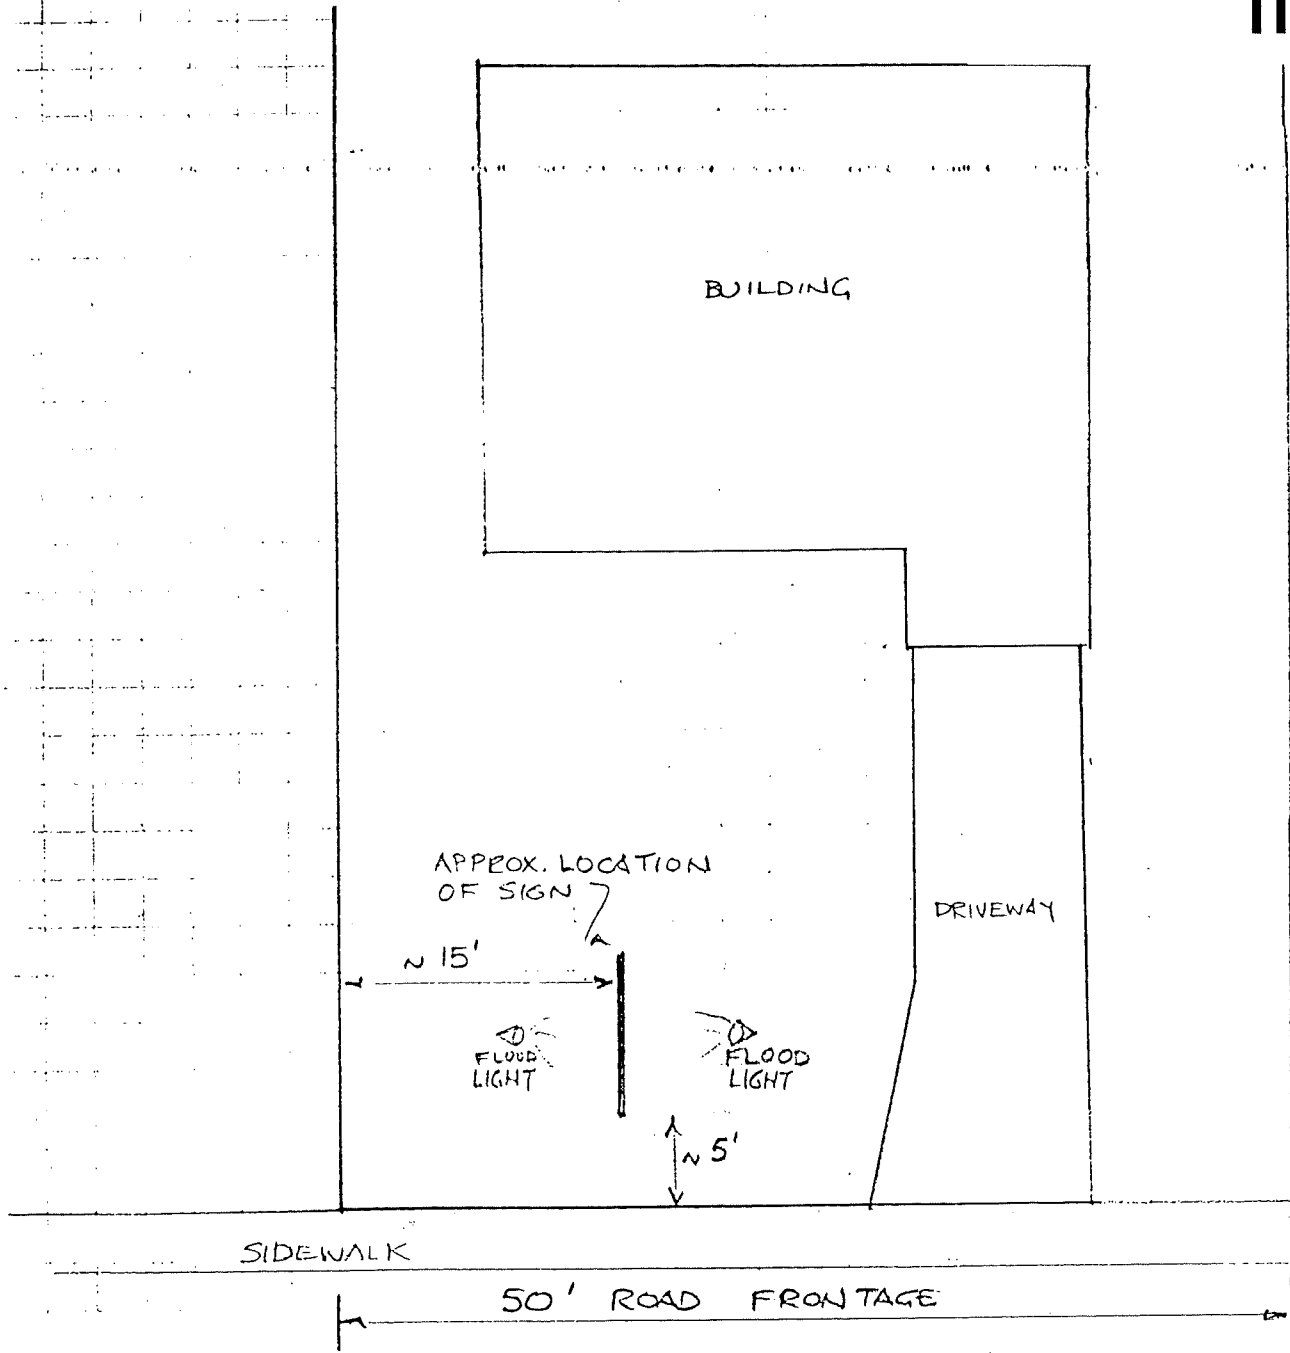 BUILDING
APPROX. LOCATION
OF SIGN
DRIVEWAY
~ 15'
FLOOD
LIGHT
FLOOD
LIGHT
~ 5'
SIDEWALK
50' ROAD FRONTAGE